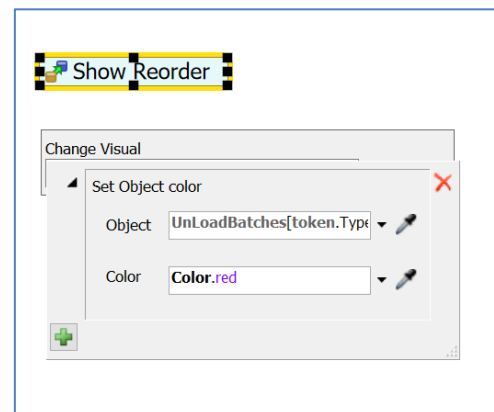 Show Reorder
Change Visual
Set Object color
Object UnLoadBatches[token.Type
Color Color.red